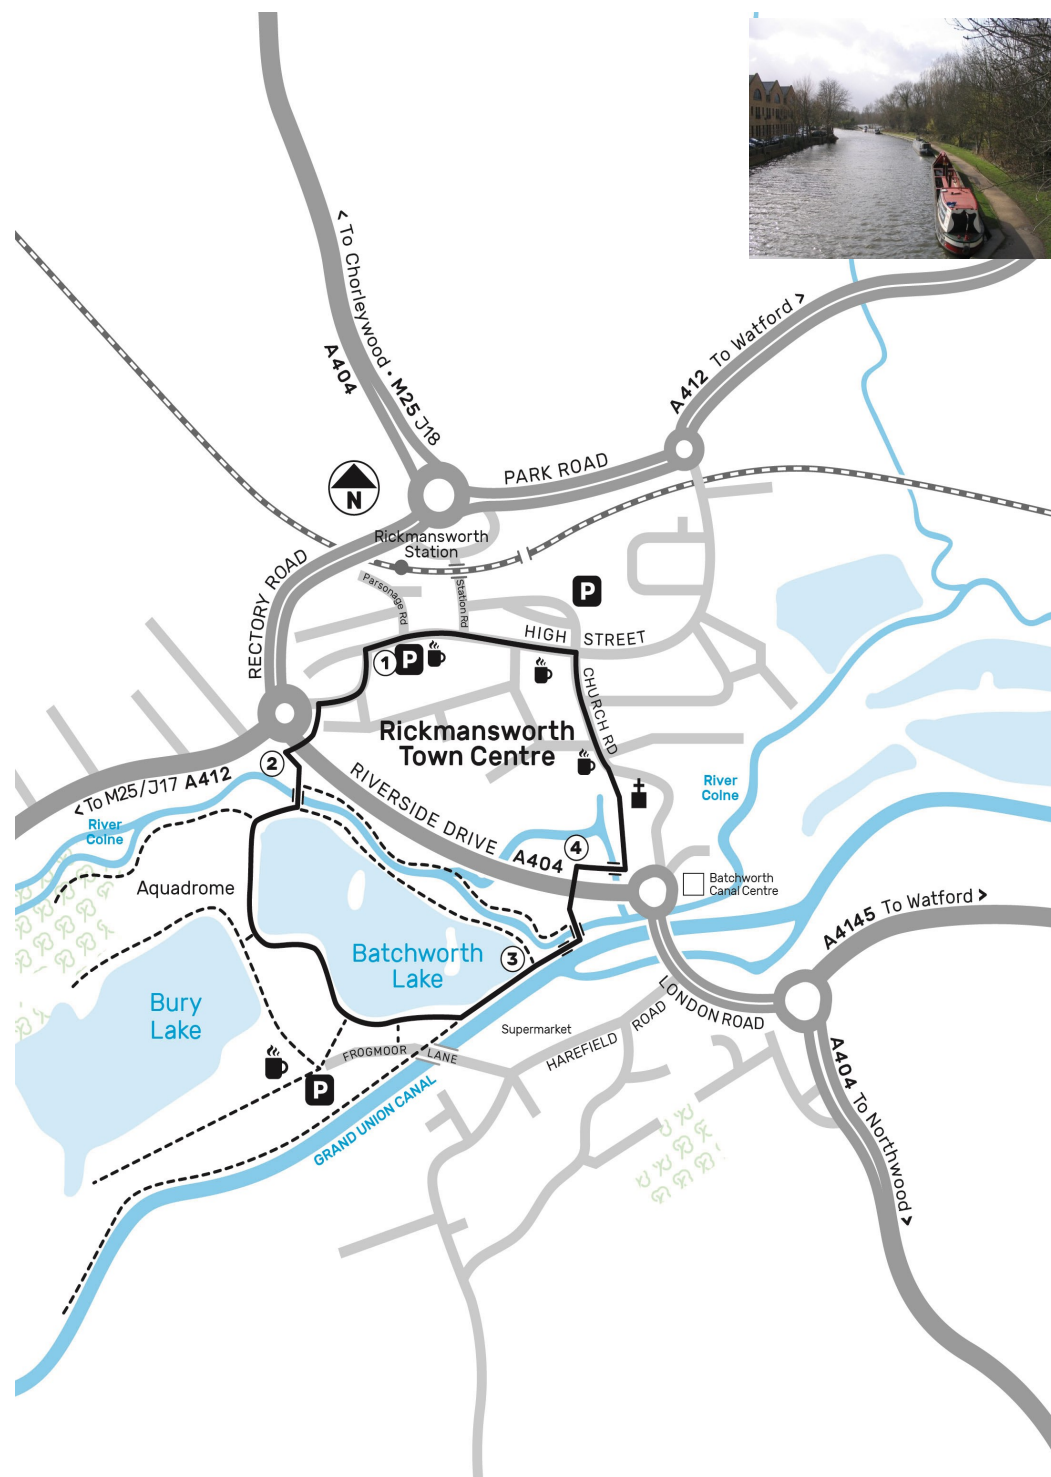 < To Chorleywood • M25 J18
A404
A412 To Watford >
PARK ROAD
N
Rickmansworth
Station
RECTORY ROAD
Parsonage Rd
Station Rd
P
HIGH STREET
1
P
CHURCH RD
Rickmansworth
Town Centre
2
< To M25/J17 A412
RIVERSIDE DRIVE A404
River
Colne
River
Colne
4
Batchworth
Canal Centre
Aquadrome
A4145 To Watford >
Batchworth
Lake
3
Bury
Lake
LONDON ROAD
Supermarket
HAREFIELD ROAD
FROGMOOR LANE
P
GRAND UNION CANAL
A404 To Northwood >